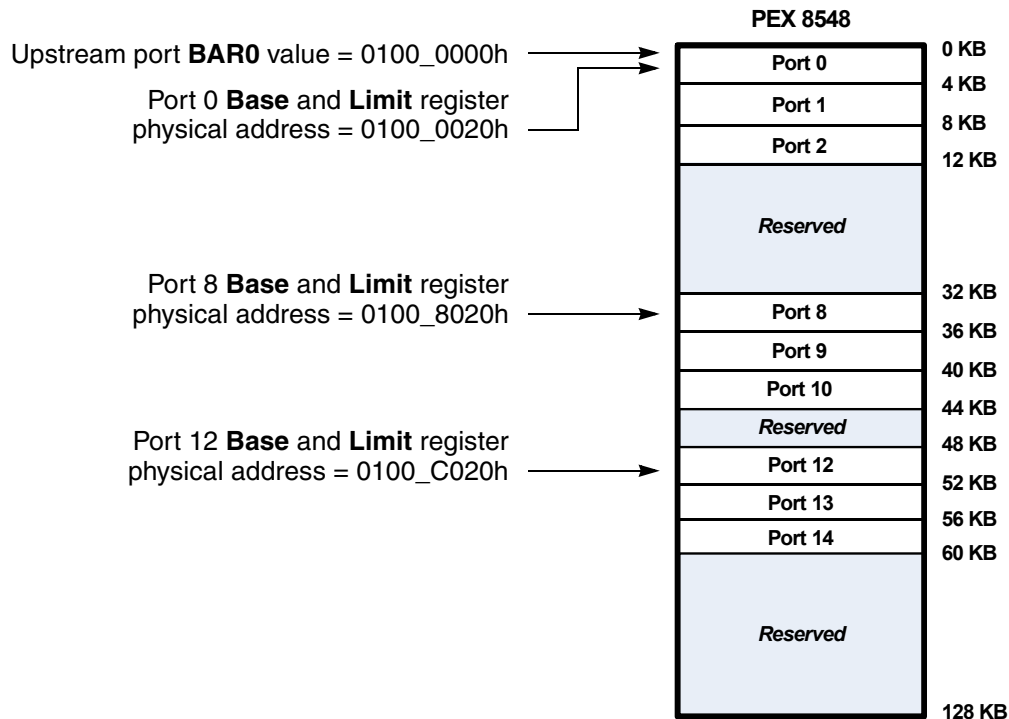 PEX 8548
Upstream port BAR0 value = 0100_0000h
Port 0 Base and Limit register
physical address = 0100_0020h
Port 8 Base and Limit register
physical address = 0100_8020h
Port 12 Base and Limit register
physical address = 0100_C020h
Port 0
Port 1
Port 2
Reserved
Port 8
Port 9
Port 10
Reserved
Port 12
Port 13
Port 14
Reserved
0 KB
4 KB
8 KB
12 KB
32 KB
36 KB
40 KB
44 KB
48 KB
52 KB
56 KB
60 KB
128 KB